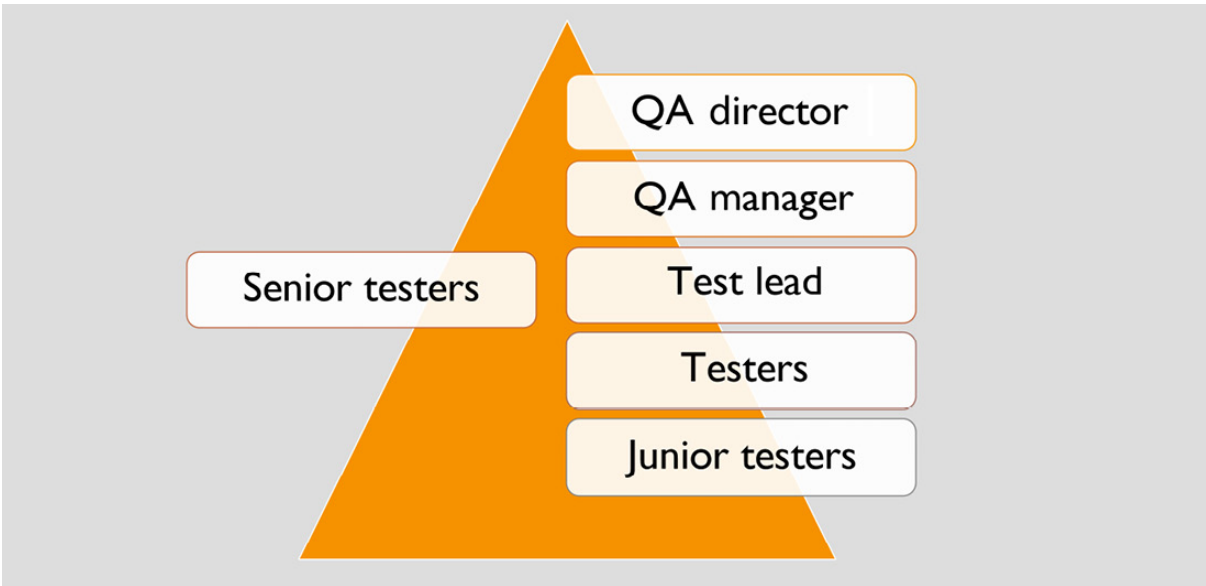 QA director
QA manager
Senior testers
Test lead
Testers
Junior testers